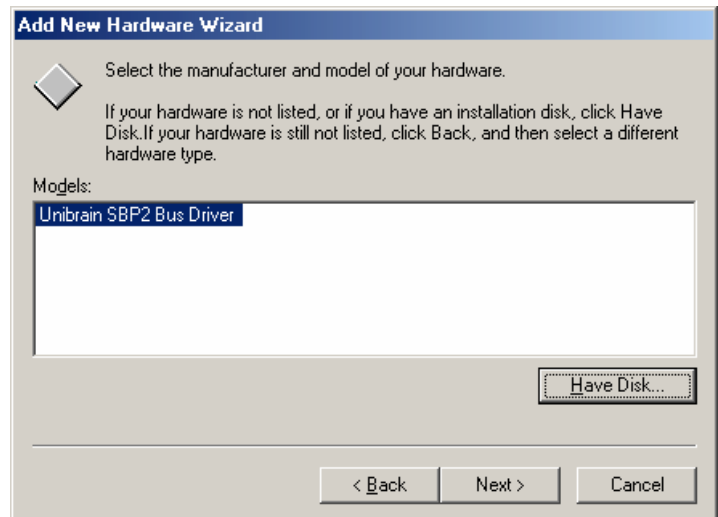 Add New Hardware Wizard
Select the manufacturer and model of your hardware.
If your hardware is not listed, or if you have an installation disk, click Have
Disk.If your hardware is still not listed, click Back, and then select a different
hardware type.
Models:
Unibrain SBP2 Bus Driver
Have Disk...
< Back
Next >
Cancel